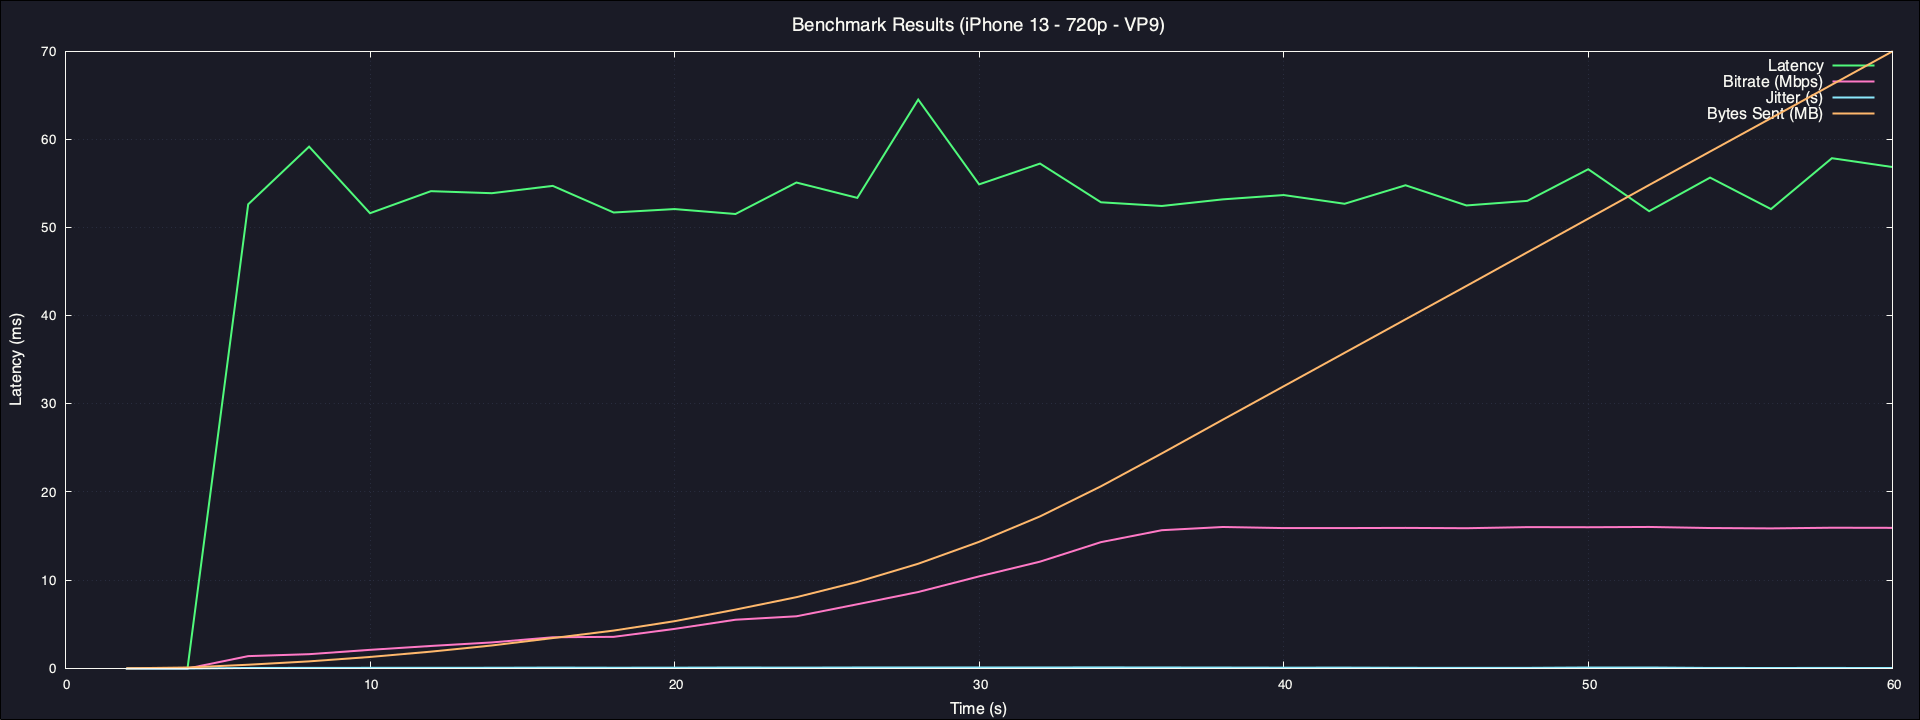 Benchmark Results (iPhone 13 - 720p - VP9)
70
60
50
40
30
20
10
0
Latency (ms)
Latency
Bitrate (Mbps)
Jitter (s)
Bytes Sent (MB)
0 10 20 30 40 50 60
Time (s)